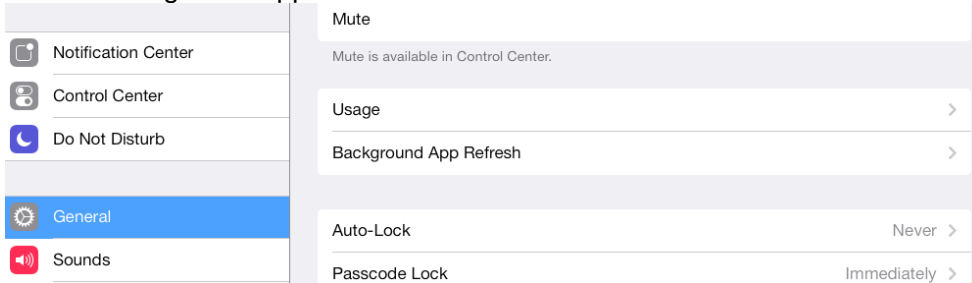 Mute
Notification Center
Mute is available in Control Center.
Control Center
Usage
Do Not Disturb
Background App Refresh
General
Auto-Lock Never
Sounds
Passcode Lock Immediately